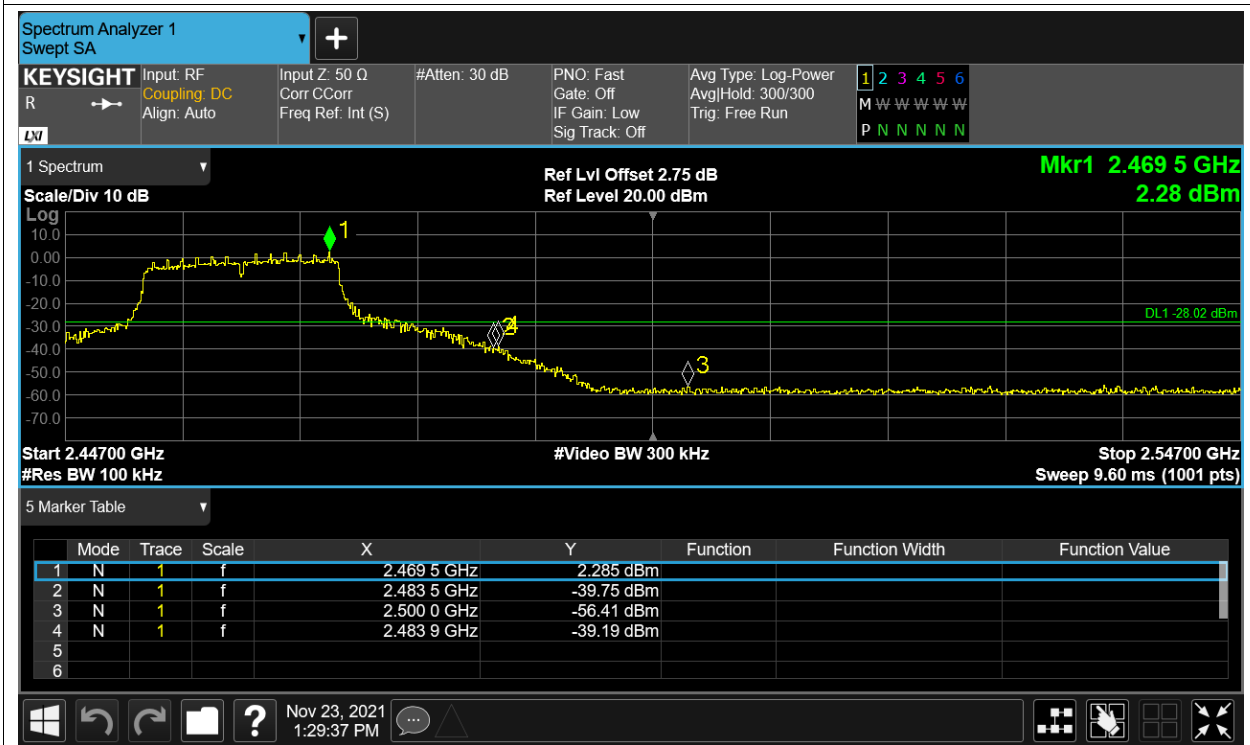 Spectrum Analyzer 1
Swept SA
KEYSIGHT Input: RF Input Z: 50 Ω #Atten: 30 dB PNO: Fast Avg Type: Log-Power 1 2 3 4 5 6
R Coupling: DC Corr CCorr Gate: Off Avg|Hold: 300/300 M W W W W W
Align: Auto Freq Ref: Int (S) IF Gain: Low Trig: Free Run
LXI Sig Track: Off P N N N N N
1 Spectrum Ref Lvl Offset 2.75 dB Mkr1 2.469 5 GHz
Scale/Div 10 dB Ref Level 20.00 dBm 2.28 dBm
Log
10.0 1
0.00
-10.0
-20.0
DL1 -28.02 dBm
-30.0 4
-40.0
-50.0 3
-60.0
-70.0
Start 2.44700 GHz #Video BW 300 kHz Stop 2.54700 GHz
#Res BW 100 kHz Sweep 9.60 ms (1001 pts)
5 Marker Table
Mode Trace Scale X Y Function Function Width Function Value
1 N 1 f 2.469 5 GHz 2.285 dBm
2 N 1 f 2.483 5 GHz -39.75 dBm
3 N 1 f 2.500 0 GHz -56.41 dBm
4 N 1 f 2.483 9 GHz -39.19 dBm
5
6
? Nov 23, 2021
1:29:37 PM